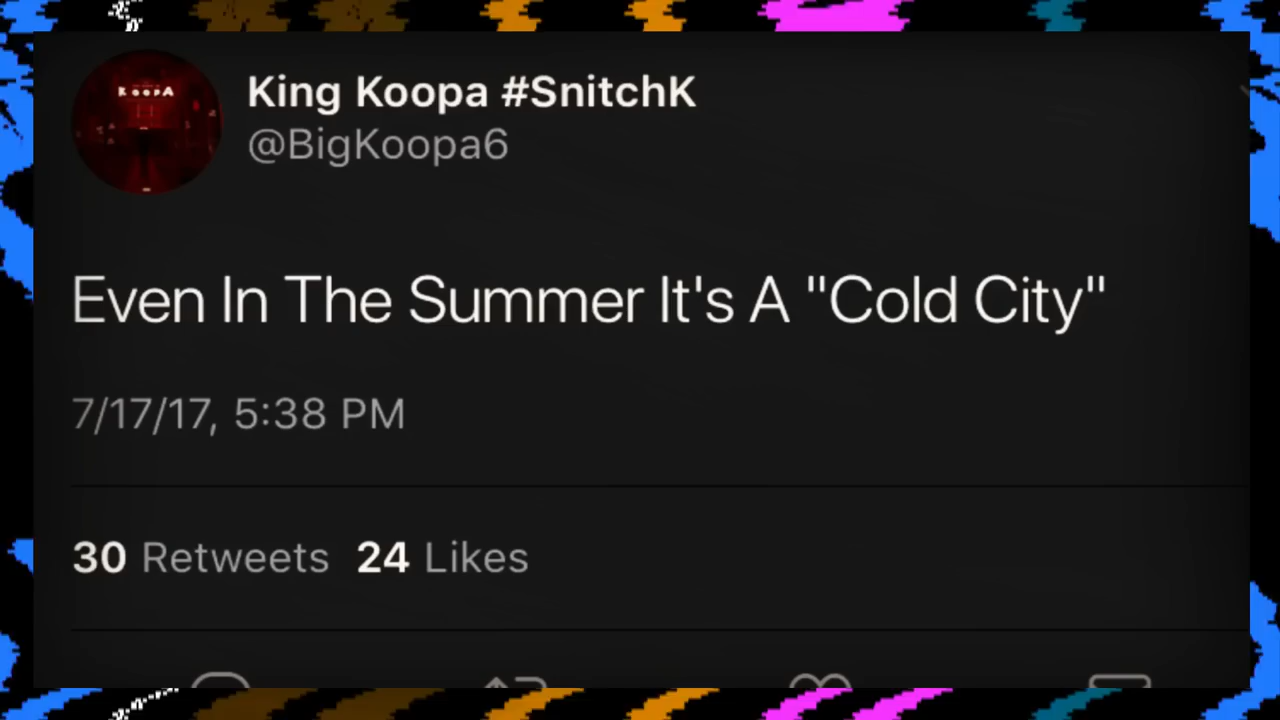 KoopA
King Koopa #SnitchK
@BigKoopa6
Even In The Summer It's A "Cold City"
7/17/17, 5:38 PM
30 Retweets 24 Likes